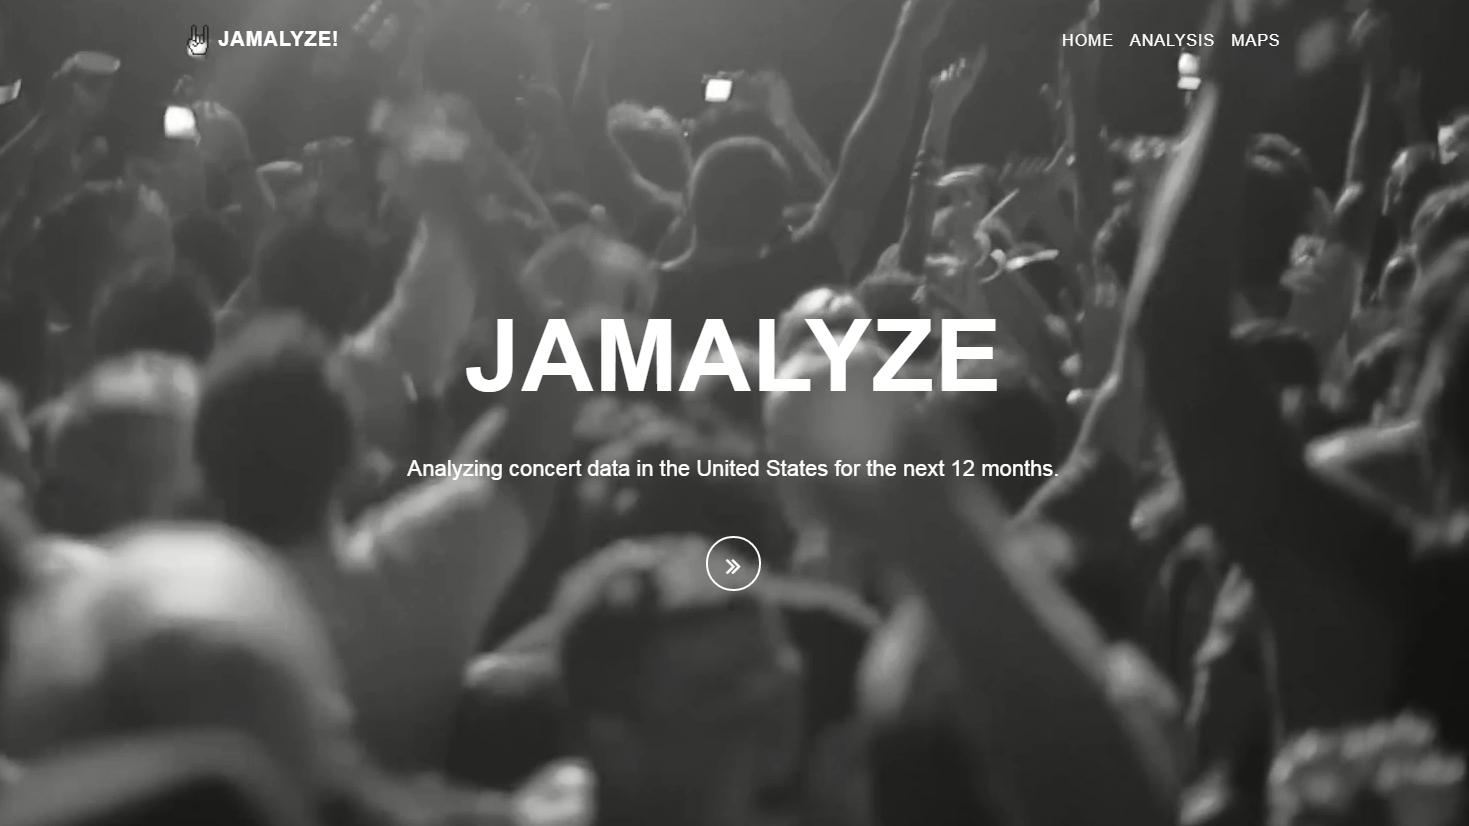 JAMALYZE!
HOME ANALYSIS MAPS
JAMALYZE
Analyzing concert data in the United States for the next 12 months.